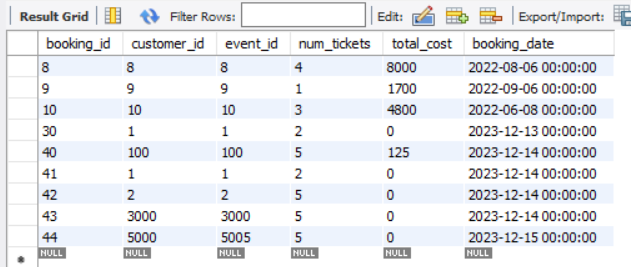 Result Grid Filter Rows: Edit: Export/Import:
booking_id customer_id event_id num_tickets total_cost booking_date
8 8 8 4 8000 2022-08-06 00:00:00
9 9 9 1 1700 2022-09-06 00:00:00
10 10 10 3 4800 2022-06-08 00:00:00
30 1 1 2 0 2023-12-13 00:00:00
40 100 100 5 125 2023-12-14 00:00:00
41 1 1 2 0 2023-12-14 00:00:00
42 2 2 5 0 2023-12-14 00:00:00
43 3000 3000 5 0 2023-12-14 00:00:00
44 5000 5005 5 0 2023-12-15 00:00:00
NULL NULL NULL NULL NULL NULL